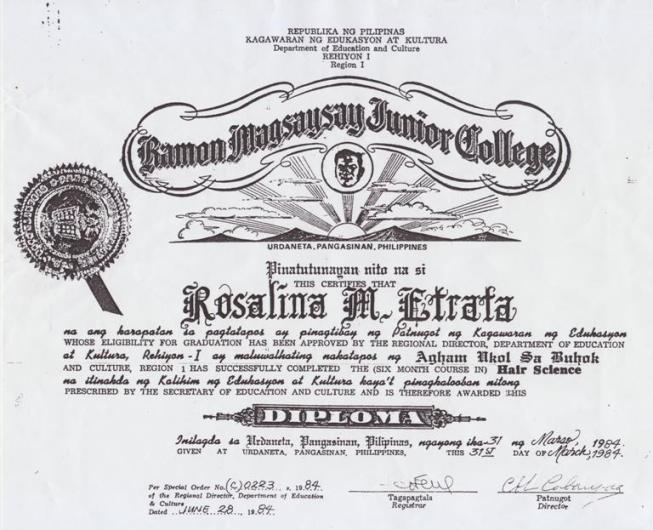 REPUBLIKA NG PILIPINAS
KAGAWARAN NG EDUKASYON AT KULTURA
Department of Education and Culture
REHIYON I
Region I
Ramon Magsaysay Junior College
URDANETA, PANGASINAN, PHILIPPINES
Pinatutunayan nito na si
THIS CERTIFIES THAT
Rosalina M. Etrata
na ang karapatan sa pagtatapos ay pinagtibay ng Patnugot ng Kagawaran ng Edukasyon
WHOSE ELIGIBILITY FOR GRADUATION HAS BEEN APPROVED BY THE REGIONAL DIRECTOR, DEPARTMENT OF EDUCATION
at Kultura, Rehiyon - I ay maluwalhating nakatapos ng Agham Ukol Sa Buhok
AND CULTURE, REGION 1 HAS SUCCESSFULLY COMPLETED THE (SIX MONTH COURSE IN) Hair Science
na itinakda ng Kalihim ng Edukasyon at Kultura kaya't pinagkalooban nitong
PRESCRIBED BY THE SECRETARY OF EDUCATION AND CULTURE AND IS THEREFORE AWARDED THIS
DIPLOMA
Inilagda sa Urdaneta, Pangasinan, Pilipinas, ngayong ika-31 ng Marso, 1984.
GIVEN AT URDANETA, PANGASINAN, PHILIPPINES, THIS 31ST DAY OF March, 1984.
Per Special Order No. (C) 0223 s. 1984.
of the Regional Director, Department of Education
& Culture
Dated JUNE 28, 1984.
Tagapagtala
Registrar
Patnugot
Director